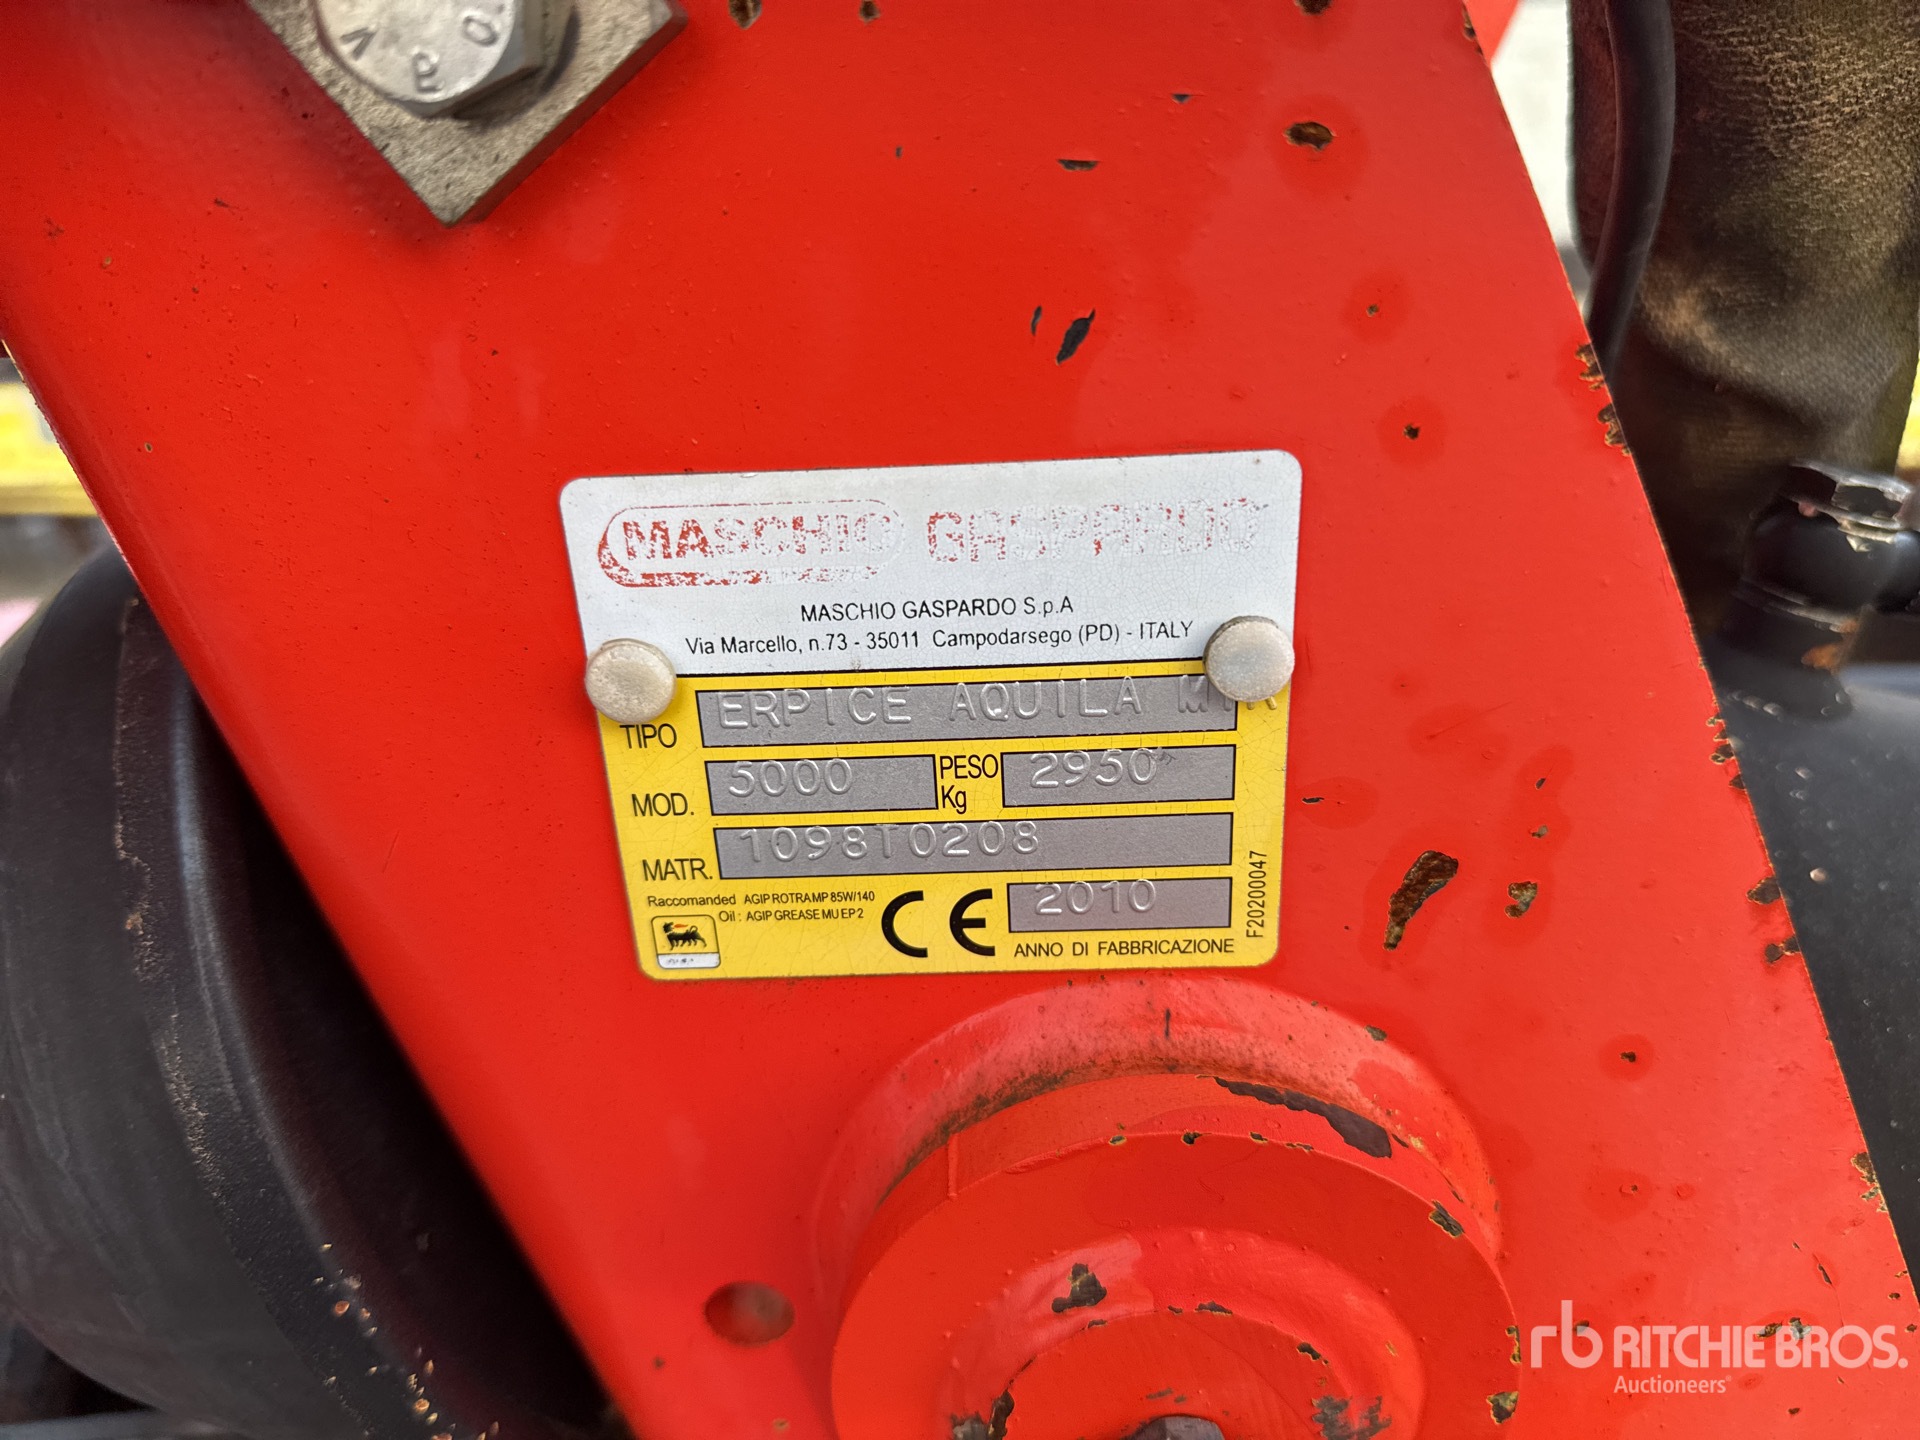 MASCHIO GASPARDO
MASCHIO GASPARDO S.p.A
Via Marcello, n.73 - 35011 Campodarsego (PD) - ITALY
TIPO ERPICE AQUILA
MOD. 5000 PESO Kg 2950
MATR. 1098T0208
Raccomanded AGIP ROTRA MP 85W/140
Oil : AGIP GREASE MU EP 2
CE 2010
ANNO DI FABBRICAZIONE
F20200047
rb RITCHIE BROS.
Auctioneers